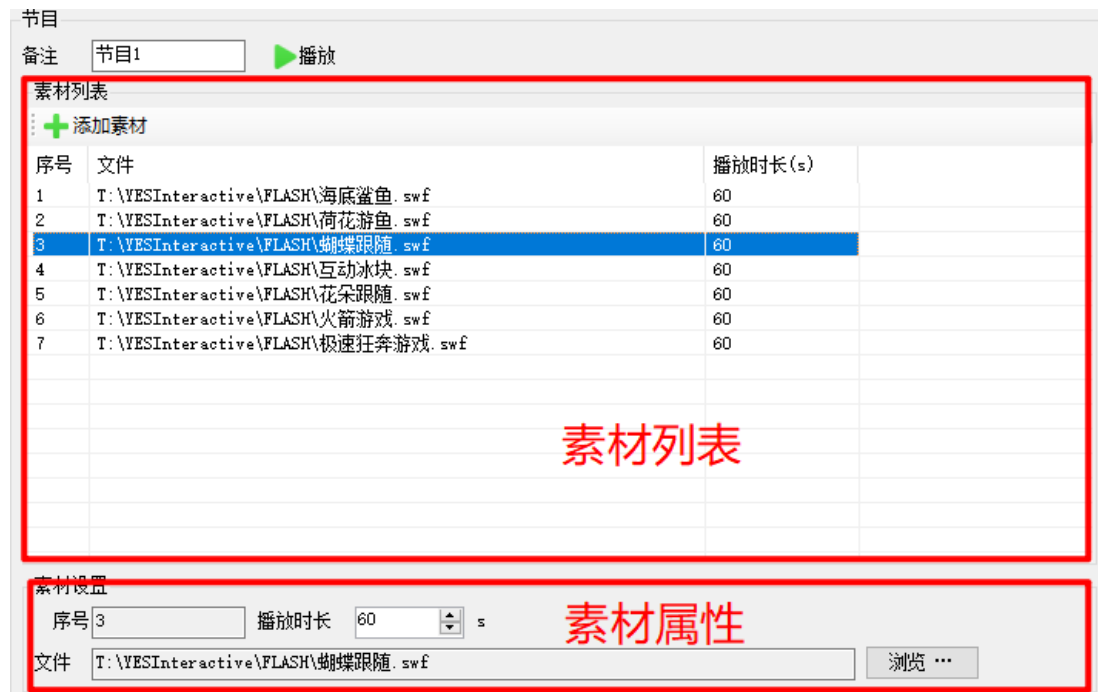 节目
备注 节目1 播放
素材列表
添加素材
序号 文件 播放时长(s)
1 T:\YESInteractive\FLASH\海底鲨鱼.swf 60
2 T:\YESInteractive\FLASH\荷花游鱼.swf 60
3 T:\YESInteractive\FLASH\蝴蝶跟随.swf 60
4 T:\YESInteractive\FLASH\互动冰块.swf 60
5 T:\YESInteractive\FLASH\花朵跟随.swf 60
6 T:\YESInteractive\FLASH\火箭游戏.swf 60
7 T:\YESInteractive\FLASH\极速狂奔游戏.swf 60
素材列表
素材设置
序号 3 播放时长 60 s 素材属性
文件 T:\YESInteractive\FLASH\蝴蝶跟随.swf 浏览 …